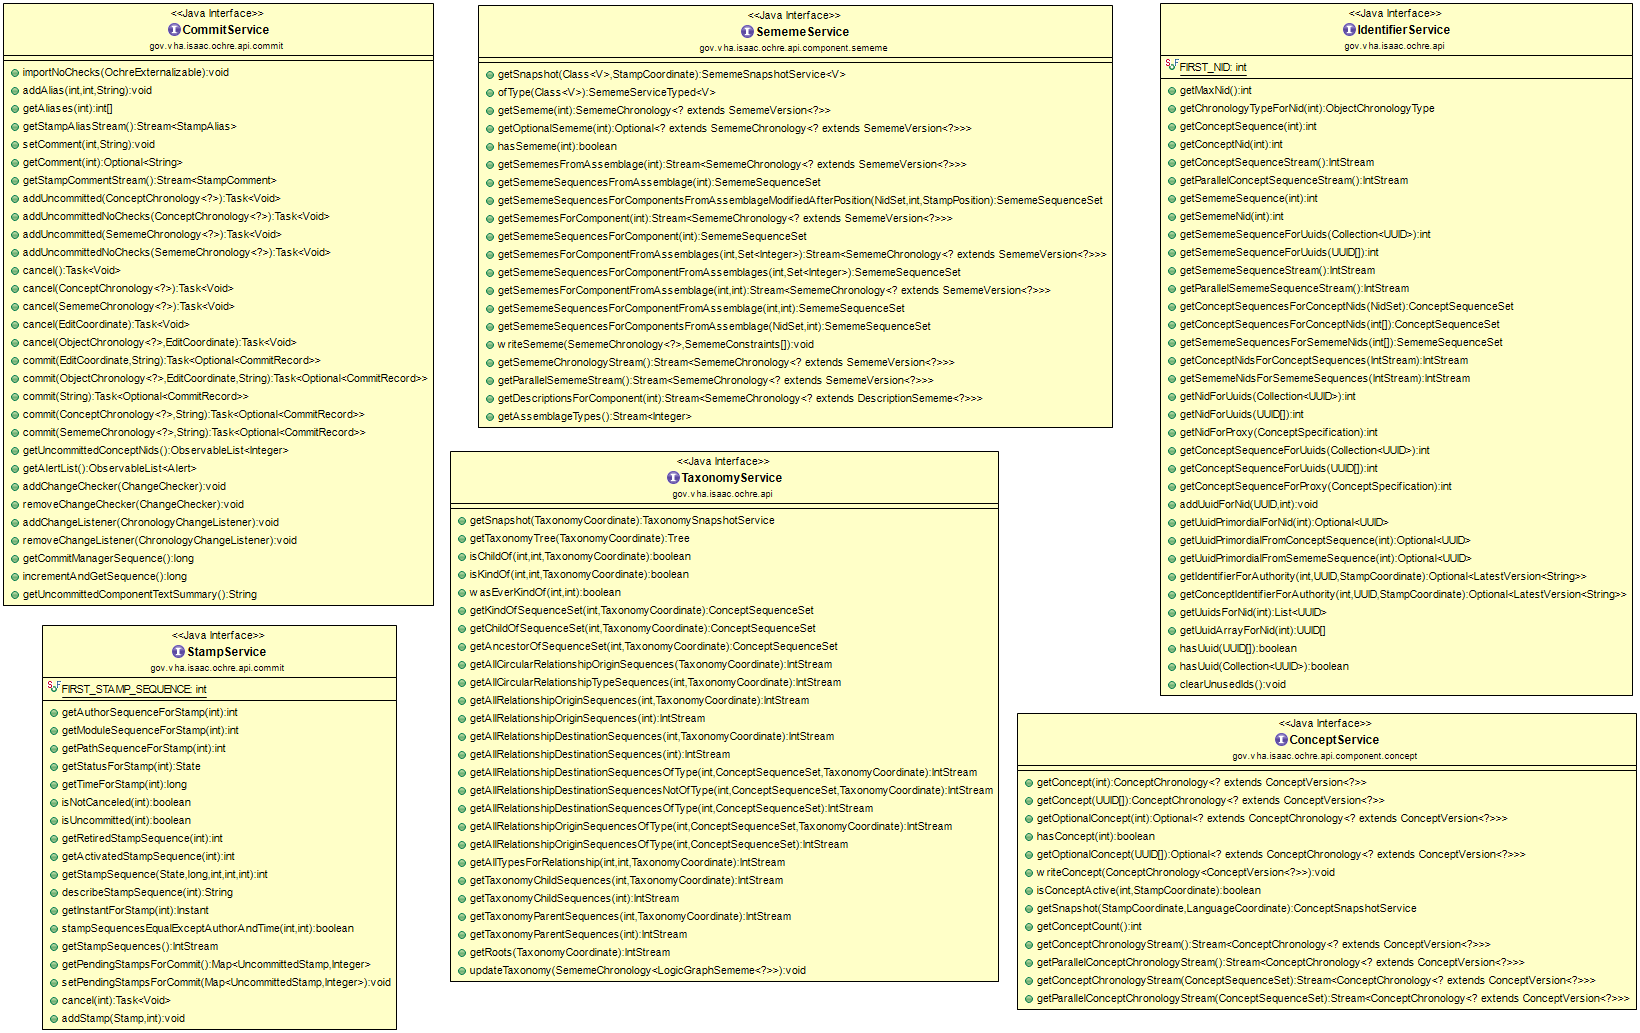 <<Java Interface>>
CommitService
gov.vha.isaac.ochre.api.commit
importNoChecks(OchreExternalizable):void
addAlias(int,int,String):void
getAliases(int):int[]
getStampAliasStream():Stream<StampAlias>
setComment(int,String):void
getComment(int):Optional<String>
getStampCommentStream():Stream<StampComment>
addUncommitted(ConceptChronology<?>):Task<Void>
addUncommittedNoChecks(ConceptChronology<?>):Task<Void>
addUncommitted(SememeChronology<?>):Task<Void>
addUncommittedNoChecks(SememeChronology<?>):Task<Void>
cancel():Task<Void>
cancel(ConceptChronology<?>):Task<Void>
cancel(SememeChronology<?>):Task<Void>
cancel(EditCoordinate):Task<Void>
cancel(ObjectChronology<?>,EditCoordinate):Task<Void>
commit(EditCoordinate,String):Task<Optional<CommitRecord>>
commit(ObjectChronology<?>,EditCoordinate,String):Task<Optional<CommitRecord>>
commit(String):Task<Optional<CommitRecord>>
commit(ConceptChronology<?>,String):Task<Optional<CommitRecord>>
commit(SememeChronology<?>,String):Task<Optional<CommitRecord>>
getUncommittedConceptNids():ObservableList<Integer>
getAlertList():ObservableList<Alert>
addChangeChecker(ChangeChecker):void
removeChangeChecker(ChangeChecker):void
addChangeListener(ChronologyChangeListener):void
removeChangeListener(ChronologyChangeListener):void
getCommitManagerSequence():long
incrementAndGetSequence():long
getUncommittedComponentTextSummary():String
<<Java Interface>>
StampService
gov.vha.isaac.ochre.api.commit
FIRST_STAMP_SEQUENCE: int
getAuthorSequenceForStamp(int):int
getModuleSequenceForStamp(int):int
getPathSequenceForStamp(int):int
getStatusForStamp(int):State
getTimeForStamp(int):long
isNotCanceled(int):boolean
isUncommitted(int):boolean
getRetiredStampSequence(int):int
getActivatedStampSequence(int):int
getStampSequence(State,long,int,int,int):int
describeStampSequence(int):String
getInstantForStamp(int):Instant
stampSequencesEqualExceptAuthorAndTime(int,int):boolean
getStampSequences():IntStream
getPendingStampsForCommit():Map<UncommittedStamp,Integer>
setPendingStampsForCommit(Map<UncommittedStamp,Integer>):void
cancel(int):Task<Void>
addStamp(Stamp,int):void
<<Java Interface>>
SememeService
gov.vha.isaac.ochre.api.component.sememe
getSnapshot(Class<V>,StampCoordinate):SememeSnapshotService<V>
ofType(Class<V>):SememeServiceTyped<V>
getSememe(int):SememeChronology<? extends SememeVersion<?>>
getOptionalSememe(int):Optional<? extends SememeChronology<? extends SememeVersion<?>>>
hasSememe(int):boolean
getSememesFromAssemblage(int):Stream<SememeChronology<? extends SememeVersion<?>>>
getSememeSequencesFromAssemblage(int):SememeSequenceSet
getSememeSequencesForComponentsFromAssemblageModifiedAfterPosition(NidSet,int,StampPosition):SememeSequenceSet
getSememesForComponent(int):Stream<SememeChronology<? extends SememeVersion<?>>>
getSememeSequencesForComponent(int):SememeSequenceSet
getSememesForComponentFromAssemblages(int,Set<Integer>):Stream<SememeChronology<? extends SememeVersion<?>>>
getSememeSequencesForComponentFromAssemblages(int,Set<Integer>):SememeSequenceSet
getSememesForComponentFromAssemblage(int,int):Stream<SememeChronology<? extends SememeVersion<?>>>
getSememeSequencesForComponentFromAssemblage(int,int):SememeSequenceSet
getSememeSequencesForComponentsFromAssemblage(NidSet,int):SememeSequenceSet
writeSememe(SememeChronology<?>,SememeConstraints[]):void
getSememeChronologyStream():Stream<SememeChronology<? extends SememeVersion<?>>>
getParallelSememeStream():Stream<SememeChronology<? extends SememeVersion<?>>>
getDescriptionsForComponent(int):Stream<SememeChronology<? extends DescriptionSememe<?>>>
getAssemblageTypes():Stream<Integer>
<<Java Interface>>
TaxonomyService
gov.vha.isaac.ochre.api
getSnapshot(TaxonomyCoordinate):TaxonomySnapshotService
getTaxonomyTree(TaxonomyCoordinate):Tree
isChildOf(int,int,TaxonomyCoordinate):boolean
isKindOf(int,int,TaxonomyCoordinate):boolean
wasEverKindOf(int,int):boolean
getKindOfSequenceSet(int,TaxonomyCoordinate):ConceptSequenceSet
getChildOfSequenceSet(int,TaxonomyCoordinate):ConceptSequenceSet
getAncestorOfSequenceSet(int,TaxonomyCoordinate):ConceptSequenceSet
getAllCircularRelationshipOriginSequences(TaxonomyCoordinate):IntStream
getAllCircularRelationshipTypeSequences(int,TaxonomyCoordinate):IntStream
getAllRelationshipOriginSequences(int,TaxonomyCoordinate):IntStream
getAllRelationshipOriginSequences(int):IntStream
getAllRelationshipDestinationSequences(int,TaxonomyCoordinate):IntStream
getAllRelationshipDestinationSequences(int):IntStream
getAllRelationshipDestinationSequencesOfType(int,ConceptSequenceSet,TaxonomyCoordinate):IntStream
getAllRelationshipDestinationSequencesNotOfType(int,ConceptSequenceSet,TaxonomyCoordinate):IntStream
getAllRelationshipDestinationSequencesOfType(int,ConceptSequenceSet):IntStream
getAllRelationshipOriginSequencesOfType(int,ConceptSequenceSet,TaxonomyCoordinate):IntStream
getAllRelationshipOriginSequencesOfType(int,ConceptSequenceSet):IntStream
getAllTypesForRelationship(int,int,TaxonomyCoordinate):IntStream
getTaxonomyChildSequences(int,TaxonomyCoordinate):IntStream
getTaxonomyChildSequences(int):IntStream
getTaxonomyParentSequences(int,TaxonomyCoordinate):IntStream
getTaxonomyParentSequences(int):IntStream
getRoots(TaxonomyCoordinate):IntStream
updateTaxonomy(SememeChronology<LogicGraphSememe<?>>):void
<<Java Interface>>
IdentifierService
gov.vha.isaac.ochre.api
FIRST_NID: int
getMaxNid():int
getChronologyTypeForNid(int):ObjectChronologyType
getConceptSequence(int):int
getConceptNid(int):int
getConceptSequenceStream():IntStream
getParallelConceptSequenceStream():IntStream
getSememeSequence(int):int
getSememeNid(int):int
getSememeSequenceForUuids(Collection<UUID>):int
getSememeSequenceForUuids(UUID[]):int
getSememeSequenceStream():IntStream
getParallelSememeSequenceStream():IntStream
getConceptSequencesForConceptNids(NidSet):ConceptSequenceSet
getConceptSequencesForConceptNids(int[]):ConceptSequenceSet
getSememeSequencesForSememeNids(int[]):SememeSequenceSet
getConceptNidsForConceptSequences(IntStream):IntStream
getSememeNidsForSememeSequences(IntStream):IntStream
getNidForUuids(Collection<UUID>):int
getNidForUuids(UUID[]):int
getNidForProxy(ConceptSpecification):int
getConceptSequenceForUuids(Collection<UUID>):int
getConceptSequenceForUuids(UUID[]):int
getConceptSequenceForProxy(ConceptSpecification):int
addUuidForNid(UUID,int):void
getUuidPrimordialForNid(int):Optional<UUID>
getUuidPrimordialFromConceptSequence(int):Optional<UUID>
getUuidPrimordialFromSememeSequence(int):Optional<UUID>
getIdentifierForAuthority(int,UUID,StampCoordinate):Optional<LatestVersion<String>>
getConceptIdentifierForAuthority(int,UUID,StampCoordinate):Optional<LatestVersion<String>>
getUuidsForNid(int):List<UUID>
getUuidArrayForNid(int):UUID[]
hasUuid(UUID[]):boolean
hasUuid(Collection<UUID>):boolean
clearUnusedIds():void
<<Java Interface>>
ConceptService
gov.vha.isaac.ochre.api.component.concept
getConcept(int):ConceptChronology<? extends ConceptVersion<?>>
getConcept(UUID[]):ConceptChronology<? extends ConceptVersion<?>>
getOptionalConcept(int):Optional<? extends ConceptChronology<? extends ConceptVersion<?>>>
hasConcept(int):boolean
getOptionalConcept(UUID[]):Optional<? extends ConceptChronology<? extends ConceptVersion<?>>>
writeConcept(ConceptChronology<ConceptVersion<?>>):void
isConceptActive(int,StampCoordinate):boolean
getSnapshot(StampCoordinate,LanguageCoordinate):ConceptSnapshotService
getConceptCount():int
getConceptChronologyStream():Stream<ConceptChronology<? extends ConceptVersion<?>>>
getParallelConceptChronologyStream():Stream<ConceptChronology<? extends ConceptVersion<?>>>
getConceptChronologyStream(ConceptSequenceSet):Stream<ConceptChronology<? extends ConceptVersion<?>>>
getParallelConceptChronologyStream(ConceptSequenceSet):Stream<ConceptChronology<? extends ConceptVersion<?>>>